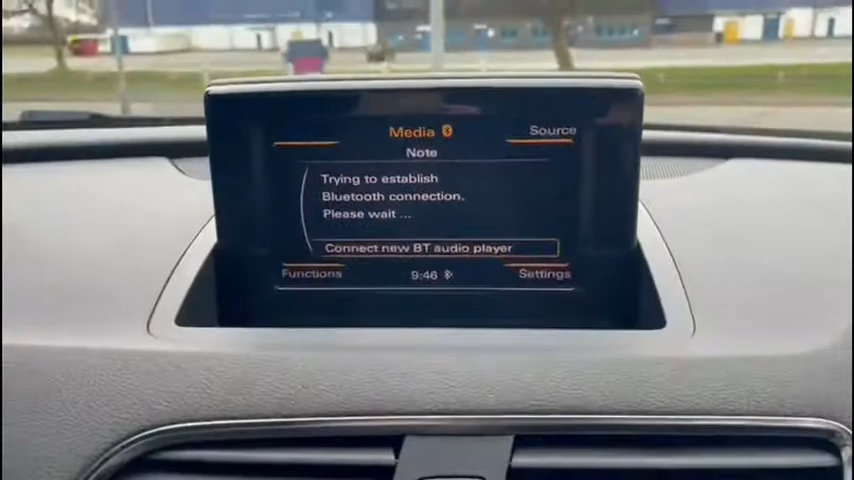 Media
Source
Note
Trying to establish
Bluetooth connection.
Please wait ...
Connect new BT audio player
Functions
9:46
Settings